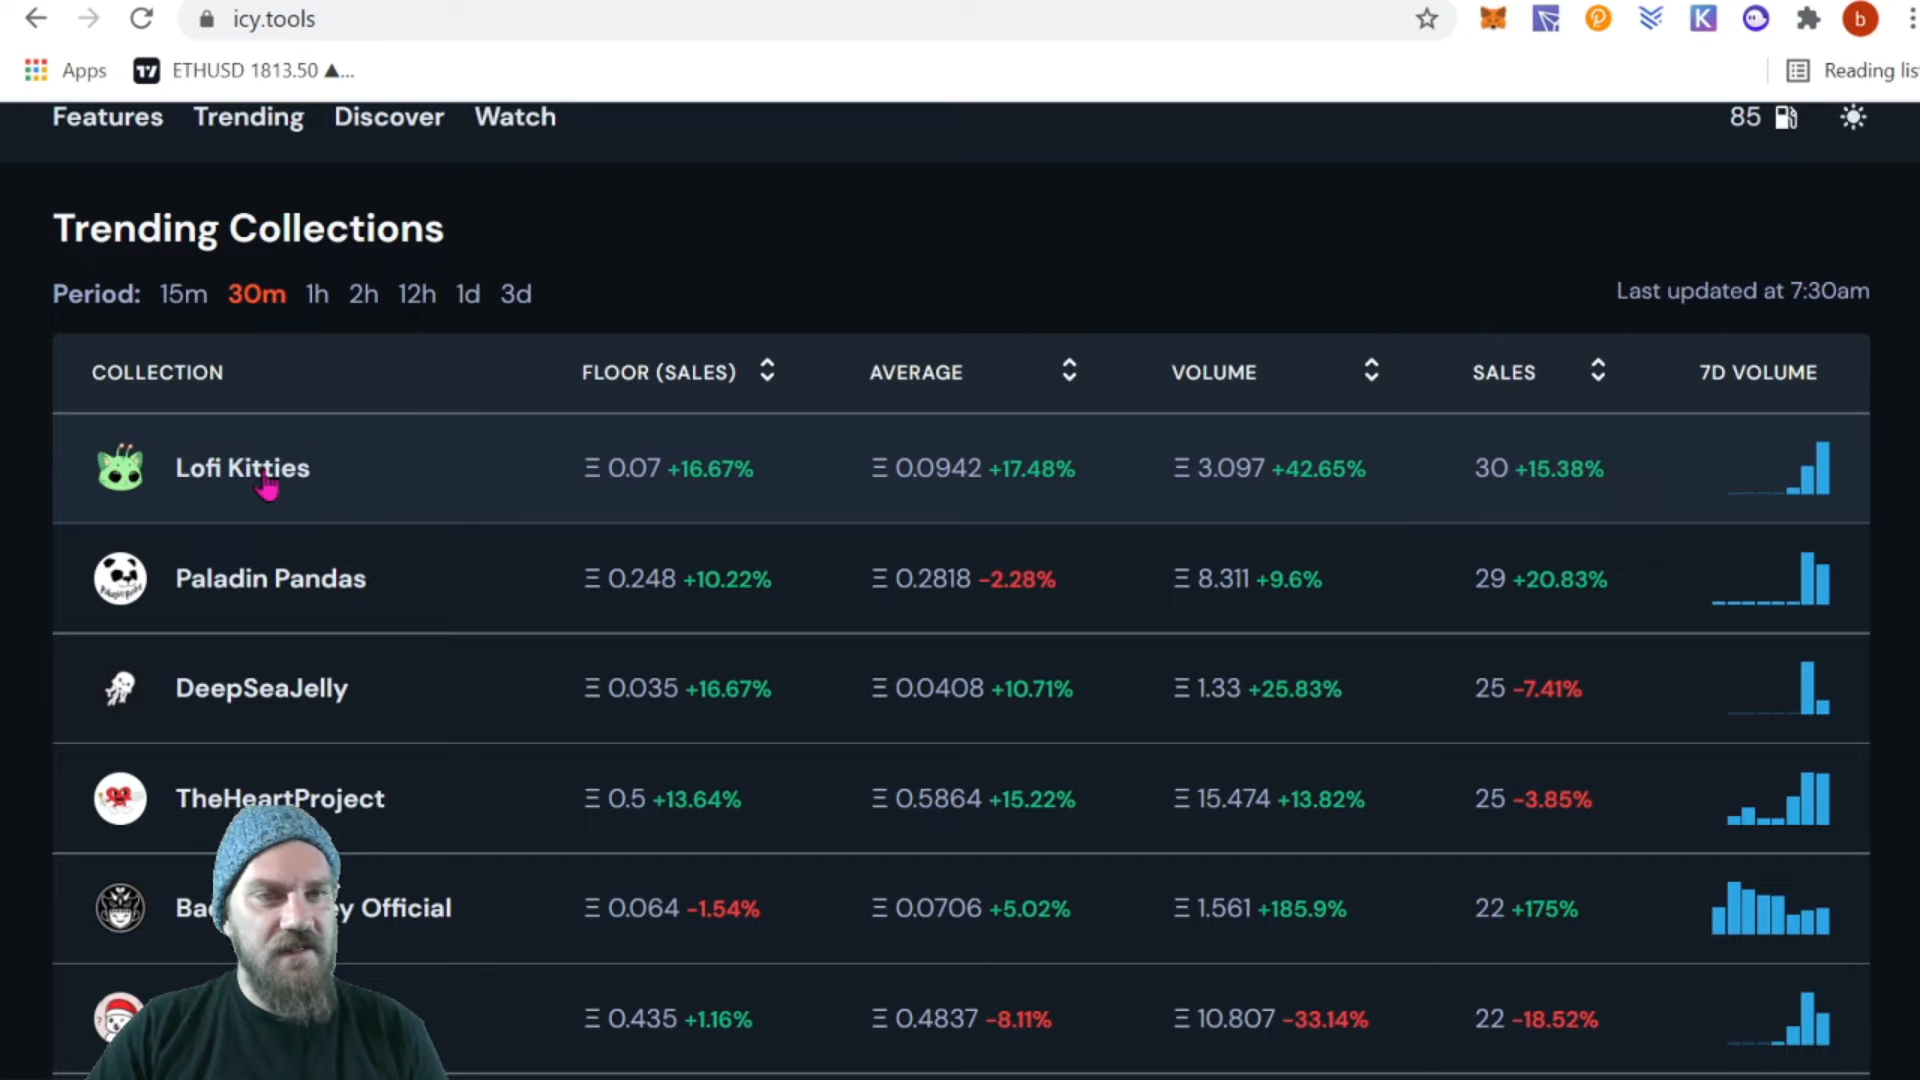 icy.tools
Apps ETHUSD 1813.50 ▲... Reading lis
Features Trending Discover Watch 85
Trending Collections
Period: 15m 30m 1h 2h 12h 1d 3d Last updated at 7:30am
COLLECTION FLOOR (SALES) AVERAGE VOLUME SALES 7D VOLUME
Lofi Kitties Ξ 0.07 +16.67% Ξ 0.0942 +17.48% Ξ 3.097 +42.65% 30 +15.38%
Paladin Pandas Ξ 0.248 +10.22% Ξ 0.2818 -2.28% Ξ 8.311 +9.6% 29 +20.83%
DeepSeaJelly Ξ 0.035 +16.67% Ξ 0.0408 +10.71% Ξ 1.33 +25.83% 25 -7.41%
TheHeartProject Ξ 0.5 +13.64% Ξ 0.5864 +15.22% Ξ 15.474 +13.82% 25 -3.85%
Official Ξ 0.064 -1.54% Ξ 0.0706 +5.02% Ξ 1.561 +185.9% 22 +175%
Ξ 0.435 +1.16% Ξ 0.4837 -8.11% Ξ 10.807 -33.14% 22 -18.52%